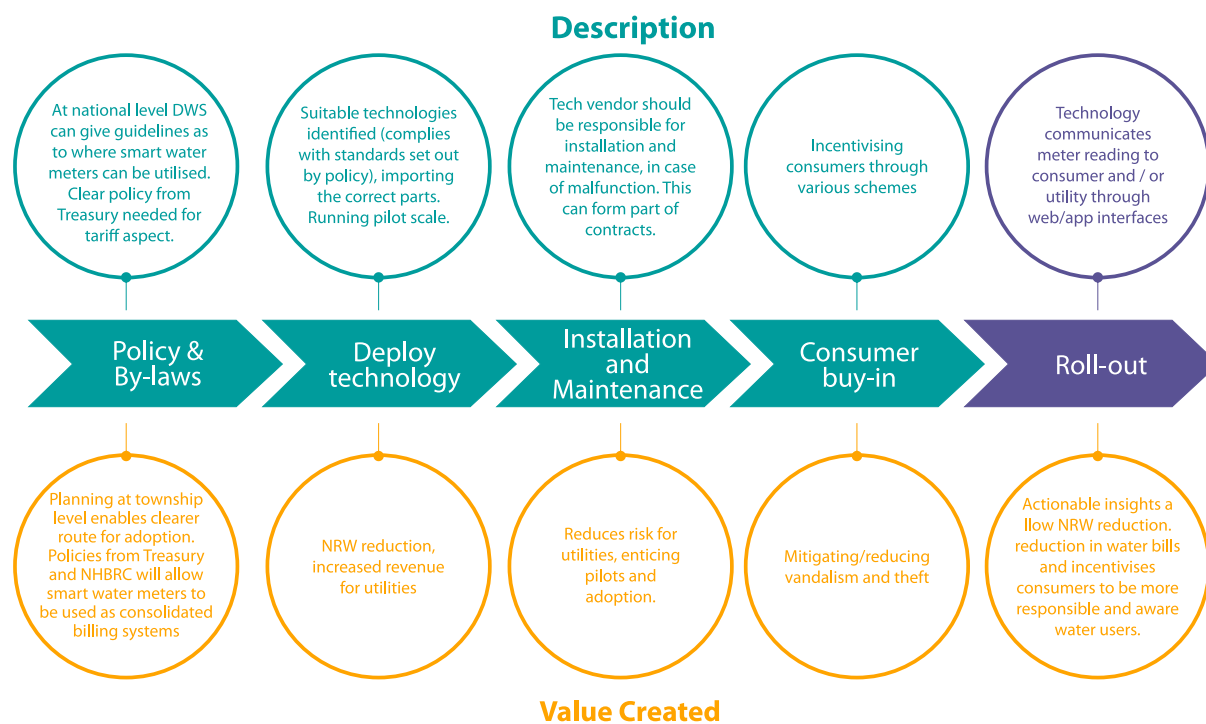 Description
At national level DWS
can give guidelines as
to where smart water
meters can be utilised.
Clear policy from
Treasury needed for
tariff aspect.
Suitable technologies
identified (complies
with standards set out
by policy), importing
the correct parts.
Running pilot scale.
Tech vendor should
be responsible for
installation and
maintenance, in case
of malfunction. This
can form part of
contracts.
Incentivising
consumers through
various schemes
Technology
communicates
meter reading to
consumer and / or
utility through
web/app interfaces
Policy &
By-laws
Deploy
technology
Installation
and
Maintenance
Consumer
buy-in
Roll-out
Planning at township
level enables clearer
route for adoption.
Policies from Treasury
and NHBRC will allow
smart water meters to
be used as consolidated
billing systems
NRW reduction,
increased revenue
for utilities
Reduces risk for
utilities, enticing
pilots and
adoption.
Mitigating/reducing
vandalism and theft
Actionable insights a
llow NRW reduction.
reduction in water bills
and incentivises
consumers to be more
responsible and aware
water users.
Value Created